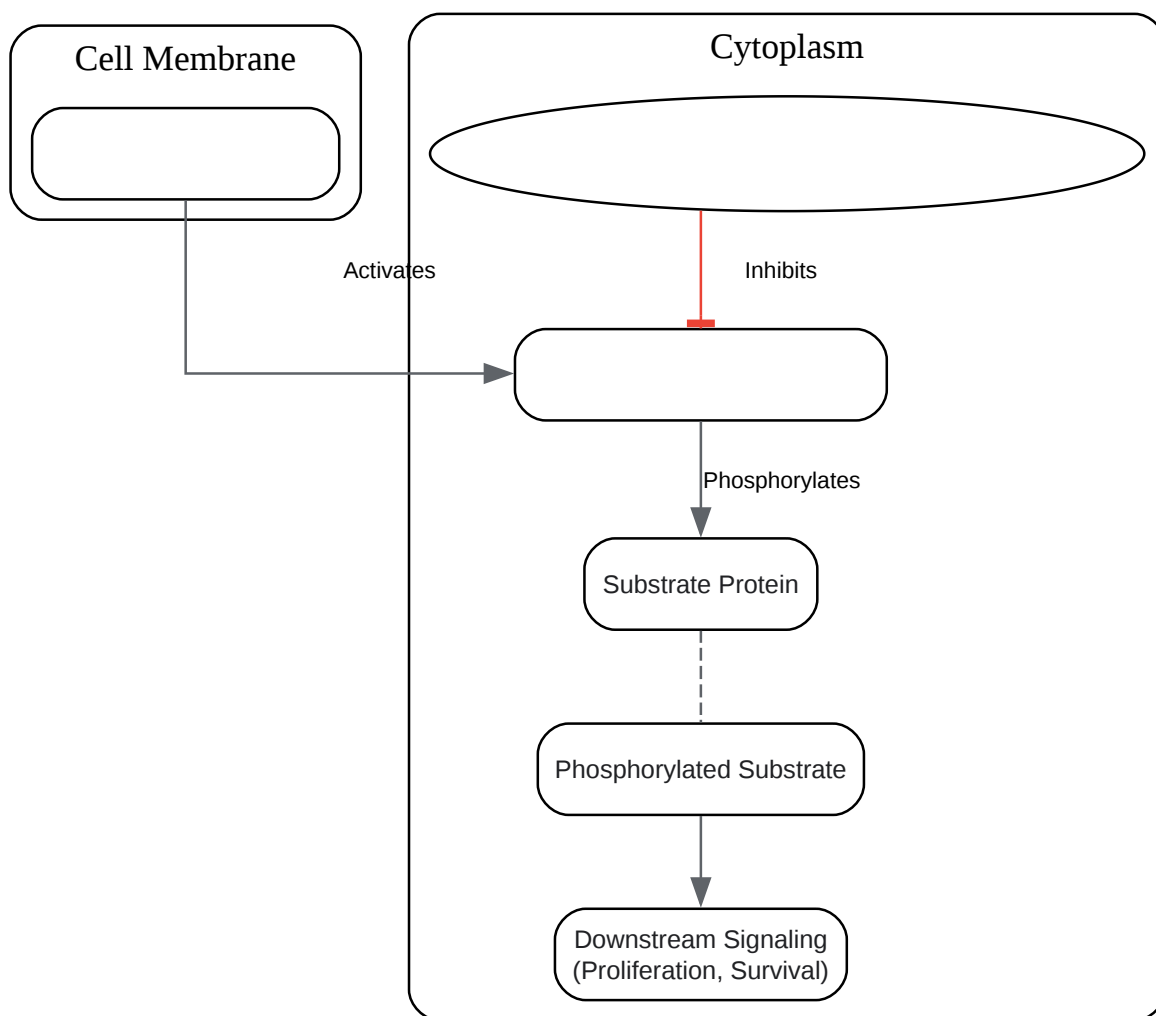 Cell Membrane
Cytoplasm
Activates
Inhibits
Phosphorylates
Substrate Protein
Phosphorylated Substrate
Downstream Signaling
(Proliferation, Survival)